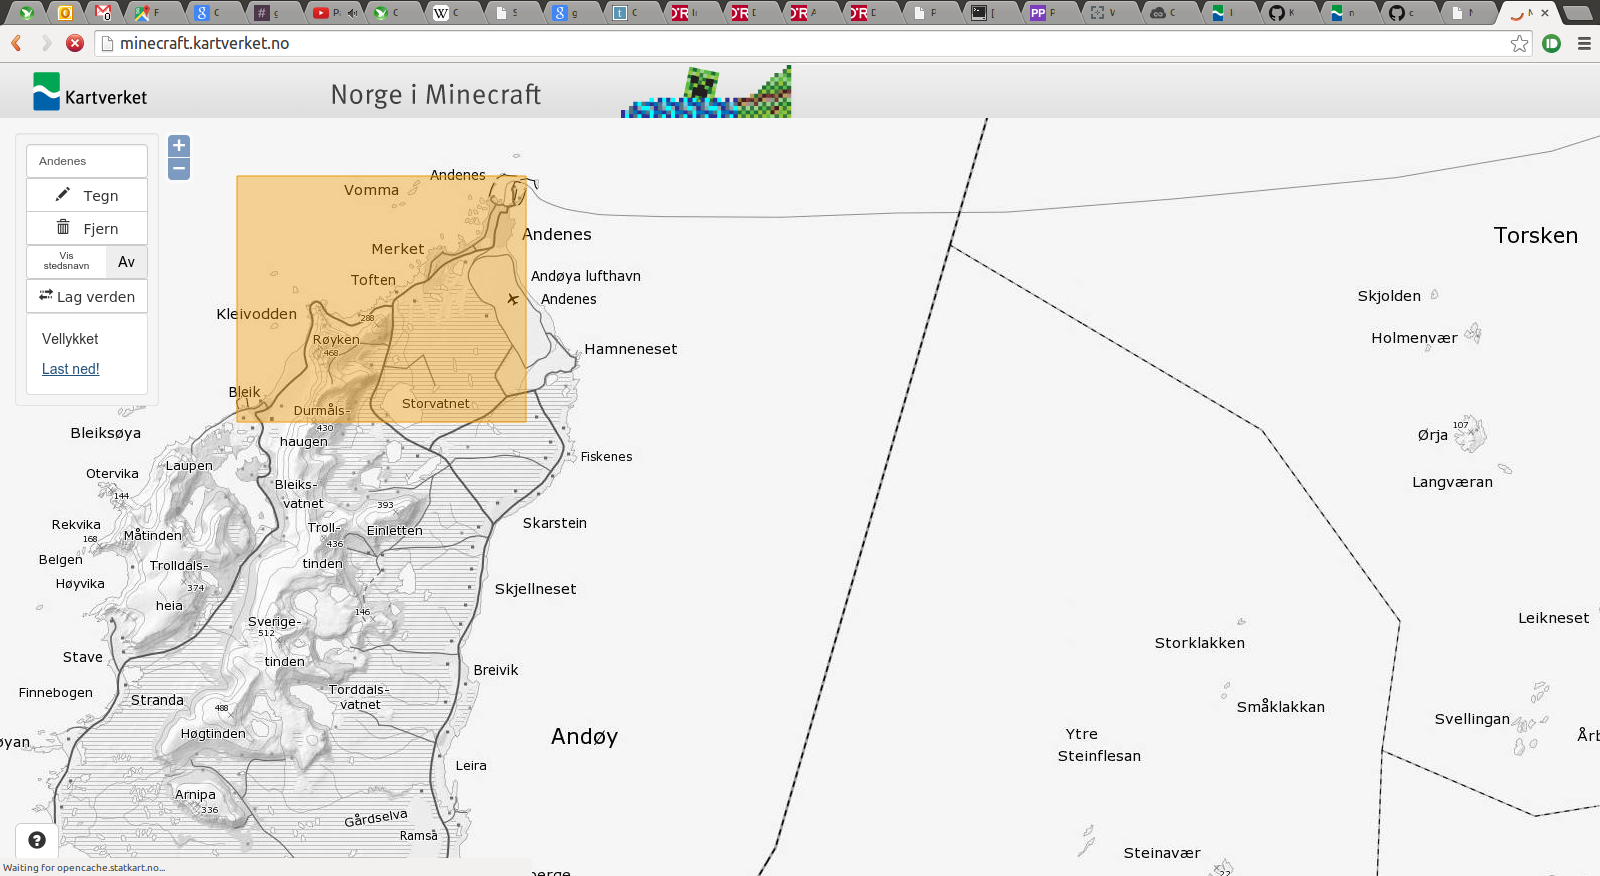 minecraft.kartverket.no
Kartverket
Norge i Minecraft
Andenes
Tegn
Fjern
Vis
stedsnavn
Av
Lag verden
Vellykket
Last ned!
+
−
Andenes
Vomma
Andenes
Merket
Toften
Andøya lufthavn
Andenes
Kleivodden
288
Røyken
468
Hamneneset
Bleik
Storvatnet
Durmåls-
430
haugen
Bleiksøya
Laupen
Otervika
144
Bleiks-
vatnet
Fiskenes
393
Rekvika
168
Måtinden
Troll-
436
tinden
Einletten
Skarstein
Belgen
Trolldals-
374
heia
Høyvika
Skjellneset
146
Sverige-
512
tinden
Stave
Breivik
Finnebogen
Stranda
Torddals-
vatnet
488
Høgtinden
Andøy
øyan
Leira
Arnipa
336
Gårdselva
Ramsa
Torsken
Skjolden
Holmenvær
107
Ørja
Langværan
Leikneset
Storklakken
Småklakkan
Svellingan
Ytre
Steinflesan
Årb
Steinavær
22
berge
Waiting for opencache.statkart.no...